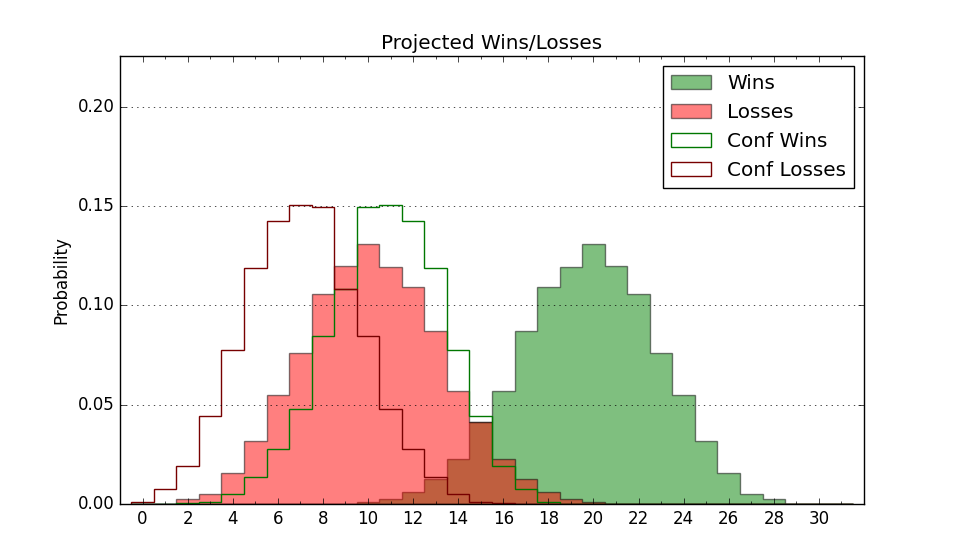 Projected Wins/Losses
Wins
Losses
Conf Wins
Conf Losses
Probability
0.20
0.15
0.10
0.05
0.00
0 2 4 6 8 10 12 14 16 18 20 22 24 26 28 30